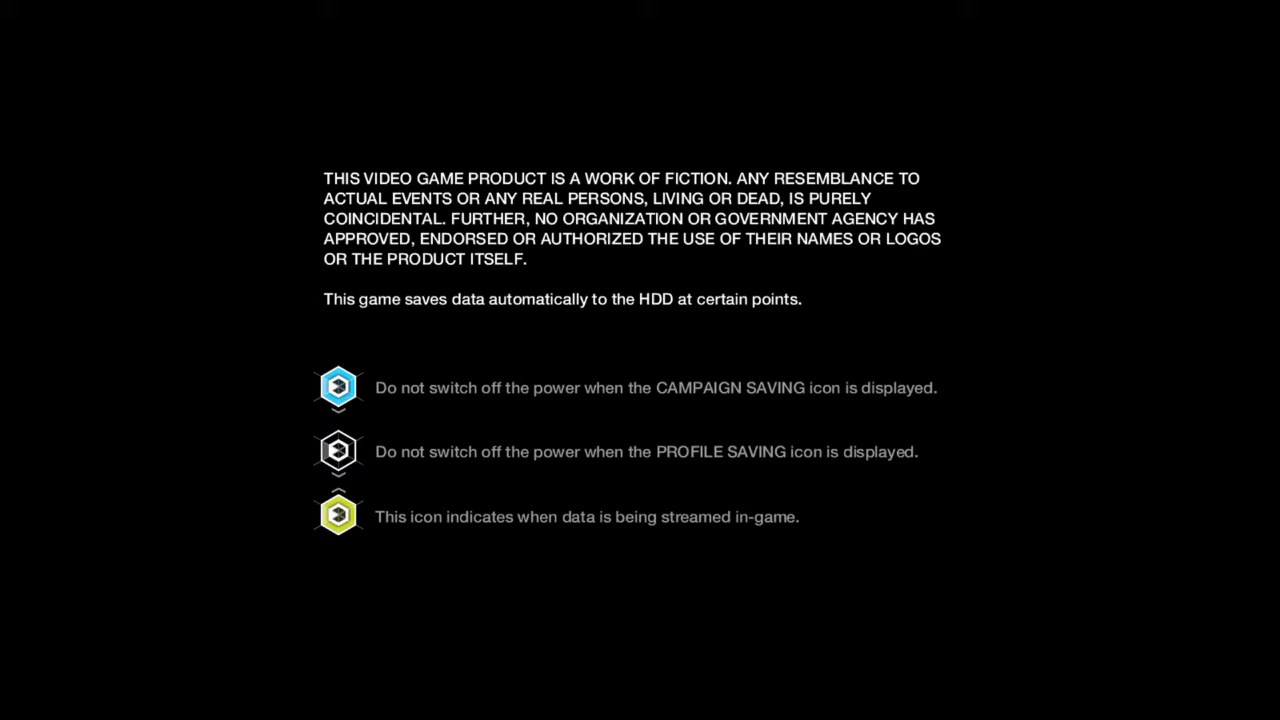 THIS VIDEO GAME PRODUCT IS A WORK OF FICTION. ANY RESEMBLANCE TO
ACTUAL EVENTS OR ANY REAL PERSONS, LIVING OR DEAD, IS PURELY
COINCIDENTAL. FURTHER, NO ORGANIZATION OR GOVERNMENT AGENCY HAS
APPROVED, ENDORSED OR AUTHORIZED THE USE OF THEIR NAMES OR LOGOS
OR THE PRODUCT ITSELF.
This game saves data automatically to the HDD at certain points.
Do not switch off the power when the CAMPAIGN SAVING icon is displayed.
Do not switch off the power when the PROFILE SAVING icon is displayed.
This icon indicates when data is being streamed in-game.